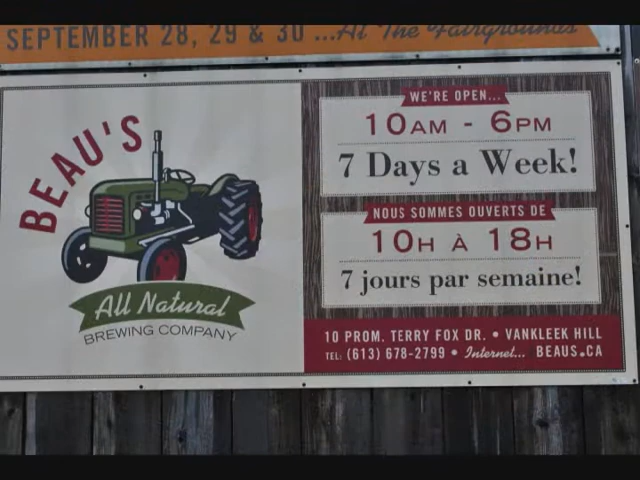 SEPTEMBER 28, 29 & 30 ...At The Fairgrounds
BEAU'S
All Natural
BREWING COMPANY
WE'RE OPEN...
10AM - 6PM
7 Days a Week!
NOUS SOMMES OUVERTS DE
10H À 18H
7 jours par semaine!
10 PROM. TERRY FOX DR. • VANKLEEK HILL
TEL: (613) 678-2799 • Internet... BEAUS.CA